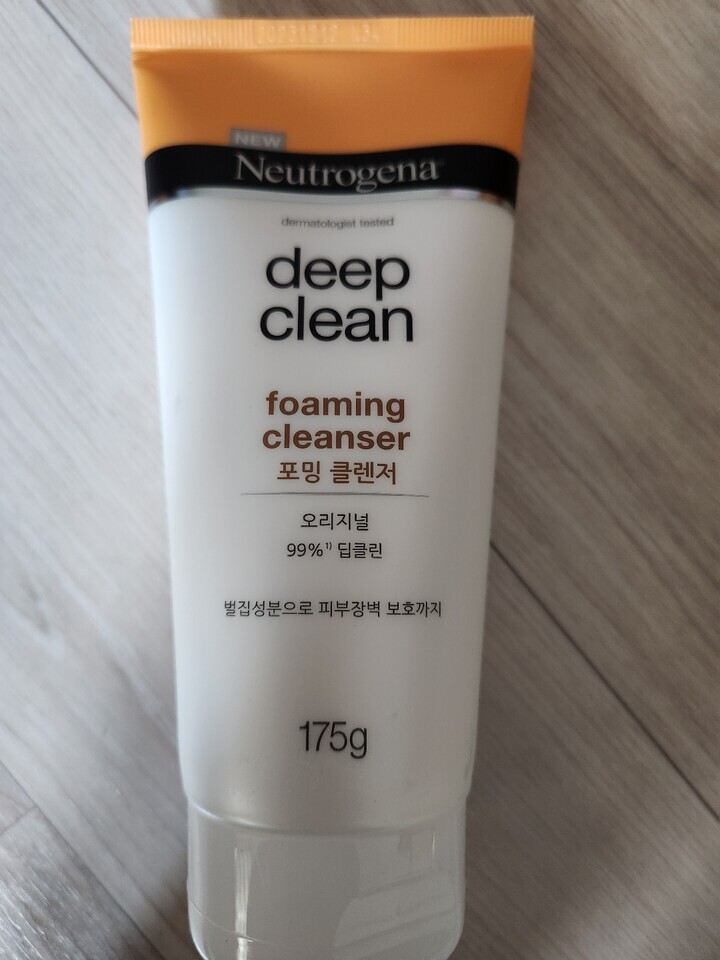 NEW
Neutrogena
dermatologist tested
deep
clean
foaming
cleanser
포밍 클렌저
오리지널
99%¹⁾ 딥클린
벌집성분으로 피부장벽 보호까지
175g